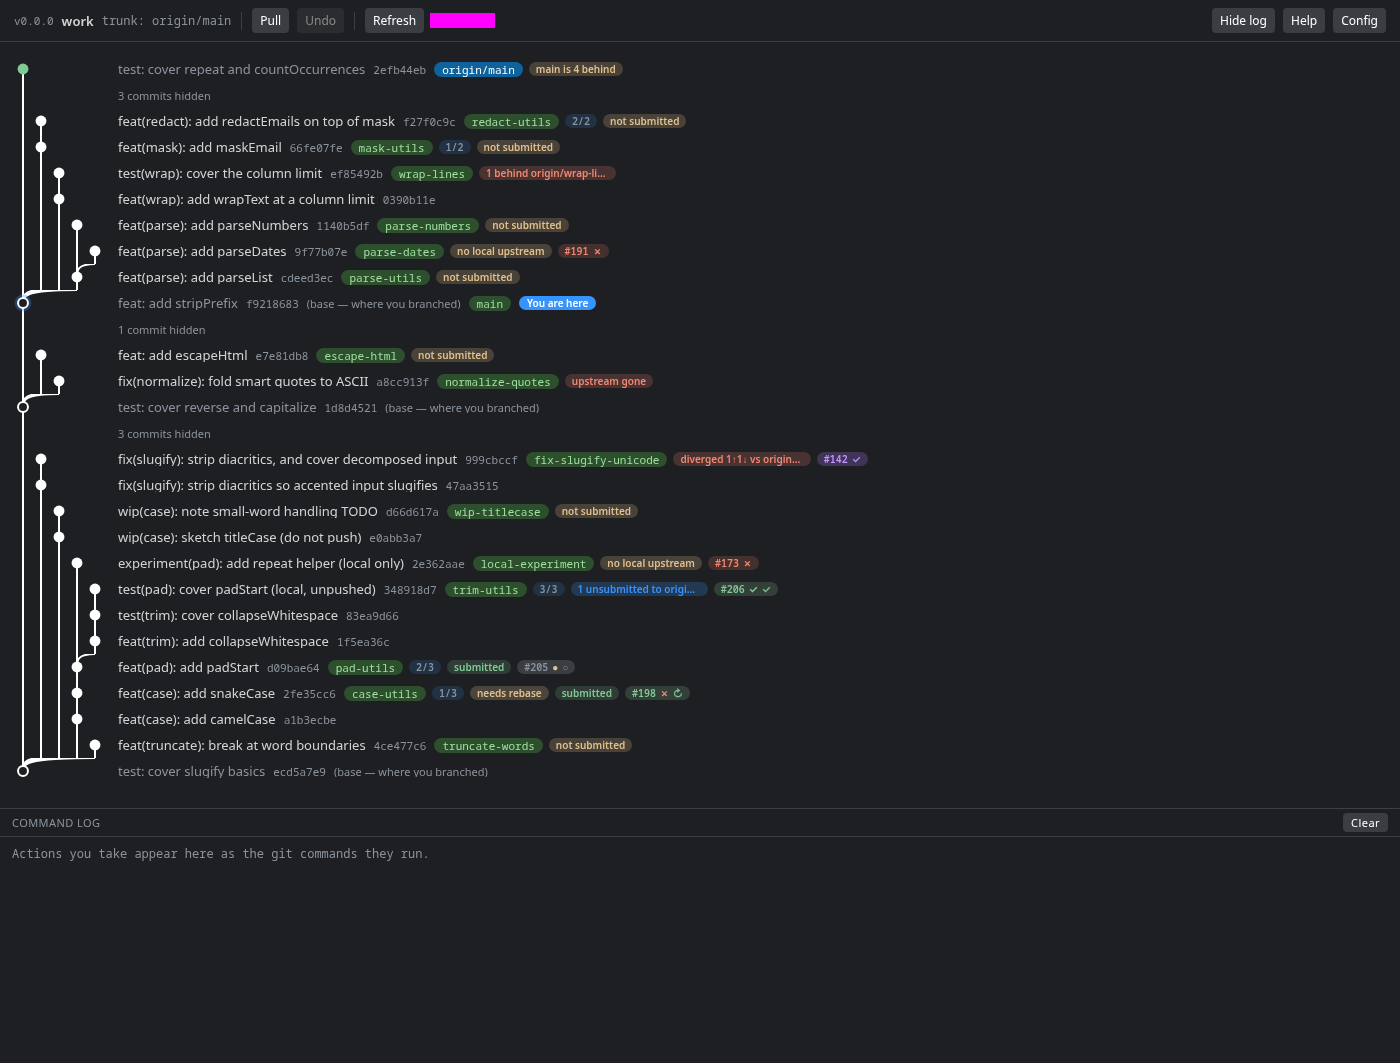 v0.0.0 work trunk: origin/main Pull Undo Refresh Hide log Help Config
test: cover repeat and countOccurrences 2efb44eb origin/main main is 4 behind
3 commits hidden
feat(redact): add redactEmails on top of mask f27f0c9c redact-utils 2/2 not submitted
feat(mask): add maskEmail 66fe07fe mask-utils 1/2 not submitted
test(wrap): cover the column limit ef85492b wrap-lines 1 behind origin/wrap-li…
feat(wrap): add wrapText at a column limit 0390b11e
feat(parse): add parseNumbers 1140b5df parse-numbers not submitted
feat(parse): add parseDates 9f77b07e parse-dates no local upstream #191 ×
feat(parse): add parseList cdeed3ec parse-utils not submitted
feat: add stripPrefix f9218683 (base — where you branched) main You are here
1 commit hidden
feat: add escapeHtml e7e81db8 escape-html not submitted
fix(normalize): fold smart quotes to ASCII a8cc913f normalize-quotes upstream gone
test: cover reverse and capitalize 1d8d4521 (base — where you branched)
3 commits hidden
fix(slugify): strip diacritics, and cover decomposed input 999cbccf fix-slugify-unicode diverged 1↑1↓ vs origin… #142 ✓
fix(slugify): strip diacritics so accented input slugifies 47aa3515
wip(case): note small-word handling TODO d66d617a wip-titlecase not submitted
wip(case): sketch titleCase (do not push) e0abb3a7
experiment(pad): add repeat helper (local only) 2e362aae local-experiment no local upstream #173 ×
test(pad): cover padStart (local, unpushed) 348918d7 trim-utils 3/3 1 unsubmitted to origi… #206 ✓ ✓
test(trim): cover collapseWhitespace 83ea9d66
feat(trim): add collapseWhitespace 1f5ea36c
feat(pad): add padStart d09bae64 pad-utils 2/3 submitted #205 ● ○
feat(case): add snakeCase 2fe35cc6 case-utils 1/3 needs rebase submitted #198 × ↻
feat(case): add camelCase a1b3ecbe
feat(truncate): break at word boundaries 4ce477c6 truncate-words not submitted
test: cover slugify basics ecd5a7e9 (base — where you branched)
COMMAND LOG Clear
Actions you take appear here as the git commands they run.